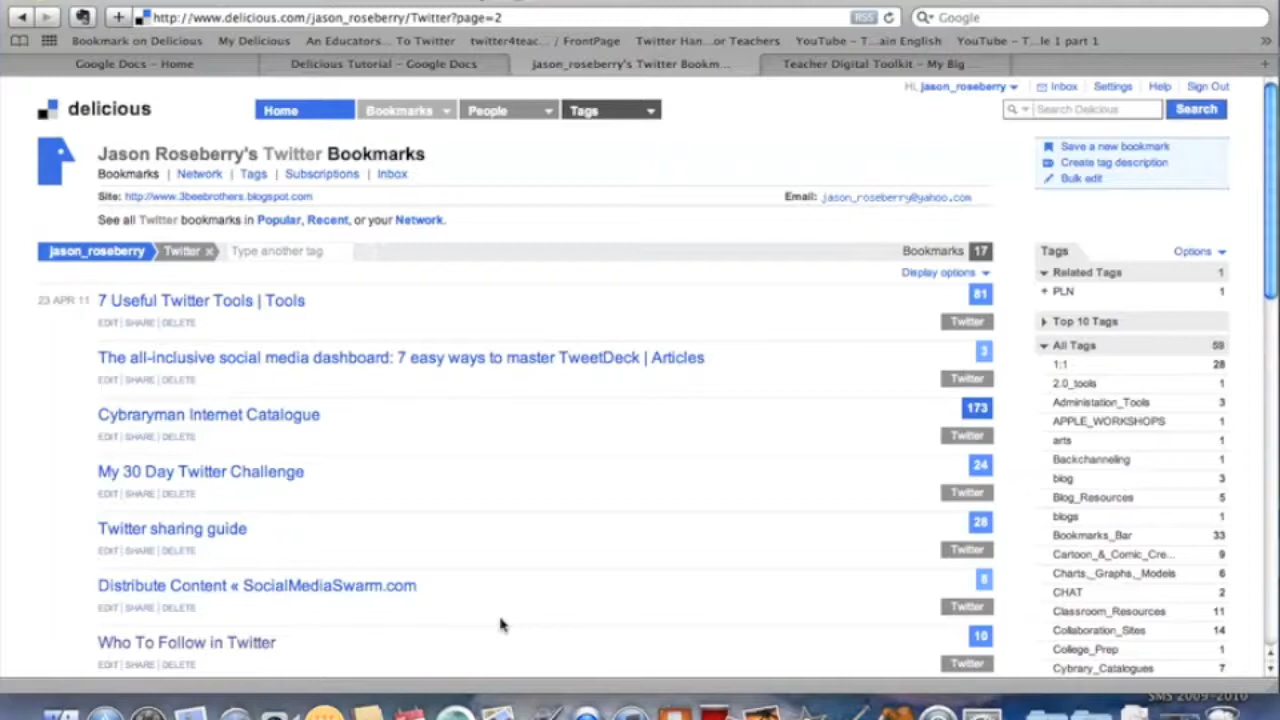 http://www.delicious.com/jason_roseberry/Twitter?page=2 RSS Google
Bookmark on Delicious My Delicious An Educators... To Twitter twitter4teac... / FrontPage Twitter Han...or Teachers YouTube – T...ain English YouTube – T...le 1 part 1 »
Google Docs – Home Delicious Tutorial – Google Docs jason_roseberry's Twitter Bookm... Teacher Digital Toolkit – My Big ... +
Hi, jason_roseberry Inbox Settings Help Sign Out
delicious Home Bookmarks People Tags Search Delicious Search
Jason Roseberry's Twitter Bookmarks
Bookmarks | Network | Tags | Subscriptions | Inbox
Site: http://www.3beebrothers.blogspot.com Email: jason_roseberry@yahoo.com
See all Twitter bookmarks in Popular, Recent, or your Network.
Save a new bookmark
Create tag description
Bulk edit
jason_roseberry Twitter × Type another tag Bookmarks 17
Display options
23 APR 11 7 Useful Twitter Tools | Tools 81
EDIT | SHARE | DELETE Twitter
The all-inclusive social media dashboard: 7 easy ways to master TweetDeck | Articles 3
EDIT | SHARE | DELETE Twitter
Cybraryman Internet Catalogue 173
EDIT | SHARE | DELETE Twitter
My 30 Day Twitter Challenge 24
EDIT | SHARE | DELETE Twitter
Twitter sharing guide 28
EDIT | SHARE | DELETE Twitter
Distribute Content « SocialMediaSwarm.com 8
EDIT | SHARE | DELETE Twitter
Who To Follow in Twitter 10
EDIT | SHARE | DELETE Twitter
Tags Options
Related Tags 1
+ PLN 1
Top 10 Tags
All Tags 59
1:1 28
2.0_tools 1
Administation_Tools 3
APPLE_WORKSHOPS 1
arts 1
Backchanneling 1
blog 3
Blog_Resources 5
blogs 1
Bookmarks_Bar 33
Cartoon_&_Comic_Cre... 9
Charts,_Graphs,_Models 6
CHAT 2
Classroom_Resources 11
Collaboration_Sites 14
College_Prep 1
Cybrary_Catalogues 7
SMS 2009-2010